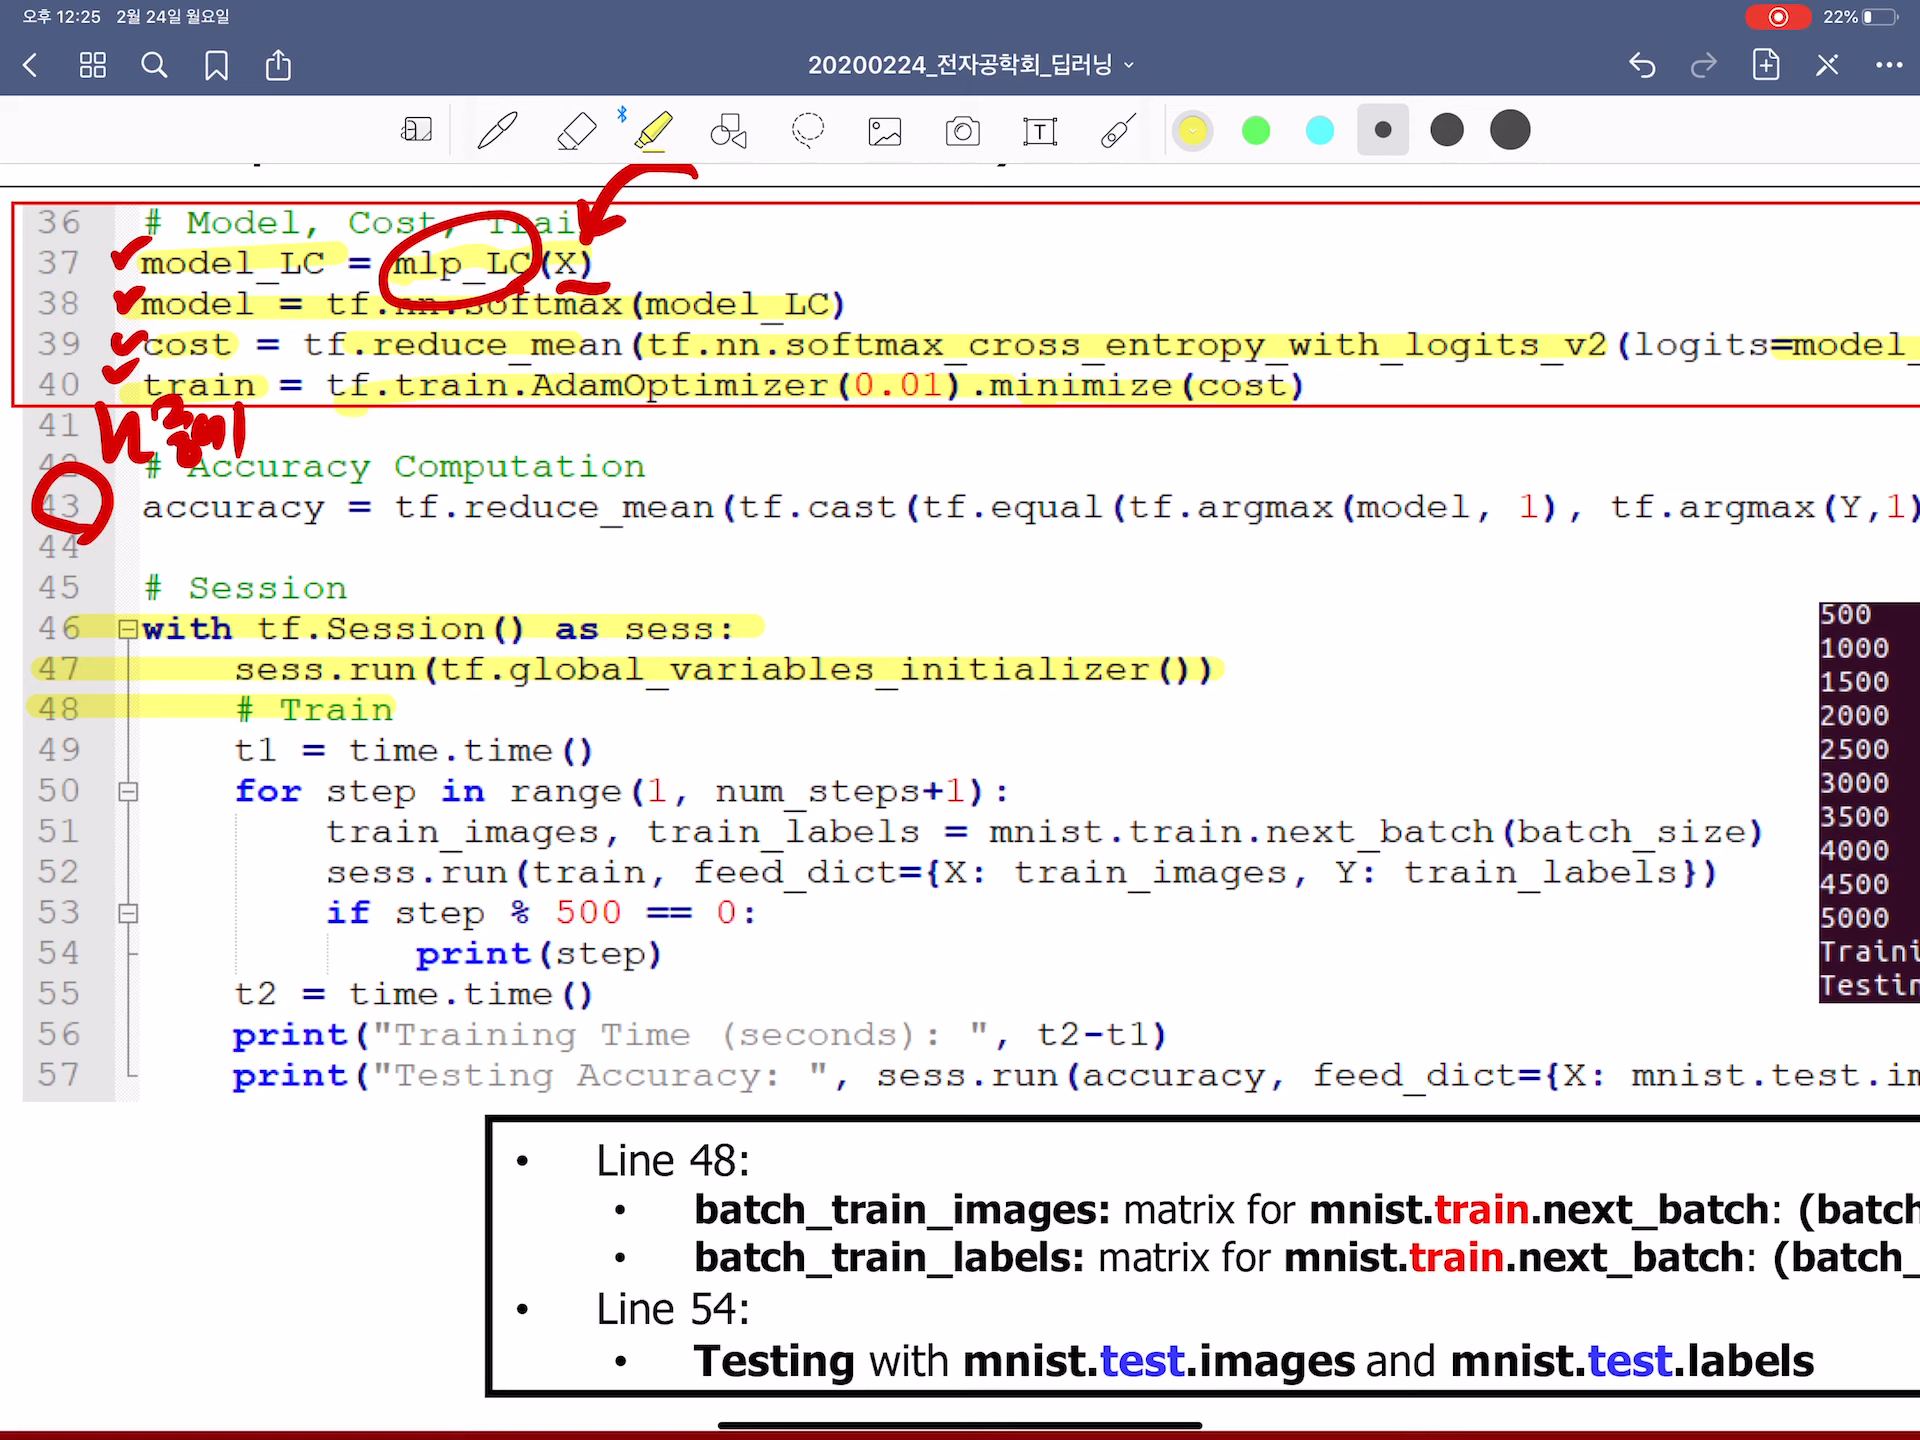 오후 12:25 2월 24일 월요일
22%
20200224_전자공학회_딥러닝
36 # Model, Cost, Trai
37 model_LC = mlp_LC(X)
38 model = tf.nn.softmax(model_LC)
39 cost = tf.reduce_mean(tf.nn.softmax_cross_entropy_with_logits_v2(logits=model_
40 train = tf.train.AdamOptimizer(0.01).minimize(cost)
41
42 # Accuracy Computation
43 accuracy = tf.reduce_mean(tf.cast(tf.equal(tf.argmax(model, 1), tf.argmax(Y,1)
44
45 # Session
46 with tf.Session() as sess:
47 sess.run(tf.global_variables_initializer())
48 # Train
49 t1 = time.time()
50 for step in range(1, num_steps+1):
51 train_images, train_labels = mnist.train.next_batch(batch_size)
52 sess.run(train, feed_dict={X: train_images, Y: train_labels})
53 if step % 500 == 0:
54 print(step)
55 t2 = time.time()
56 print("Training Time (seconds): ", t2-t1)
57 print("Testing Accuracy: ", sess.run(accuracy, feed_dict={X: mnist.test.im
500
1000
1500
2000
2500
3000
3500
4000
4500
5000
Traini
Testin
• Line 48:
• batch_train_images: matrix for mnist.train.next_batch: (batch
• batch_train_labels: matrix for mnist.train.next_batch: (batch_
• Line 54:
• Testing with mnist.test.images and mnist.test.labels